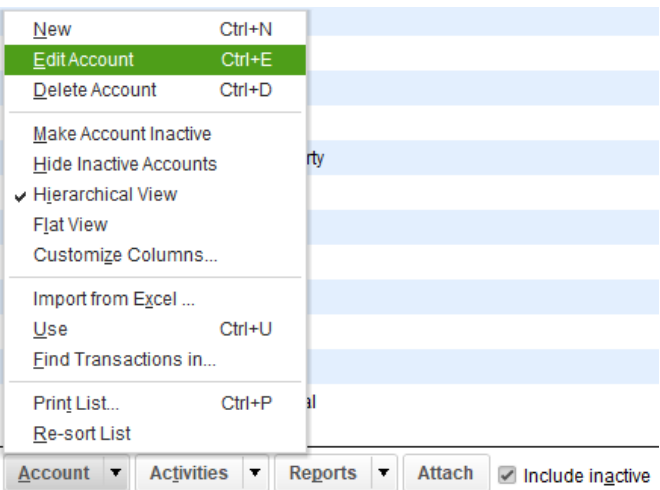 New Ctrl+N
Edit Account Ctrl+E
Delete Account Ctrl+D
Make Account Inactive
Hide Inactive Accounts
rty
Hierarchical View
Flat View
Customize Columns...
Import from Excel ...
Use Ctrl+U
Find Transactions in...
Print List... Ctrl+P
al
Re-sort List
Account Activities Reports Attach Include inactive